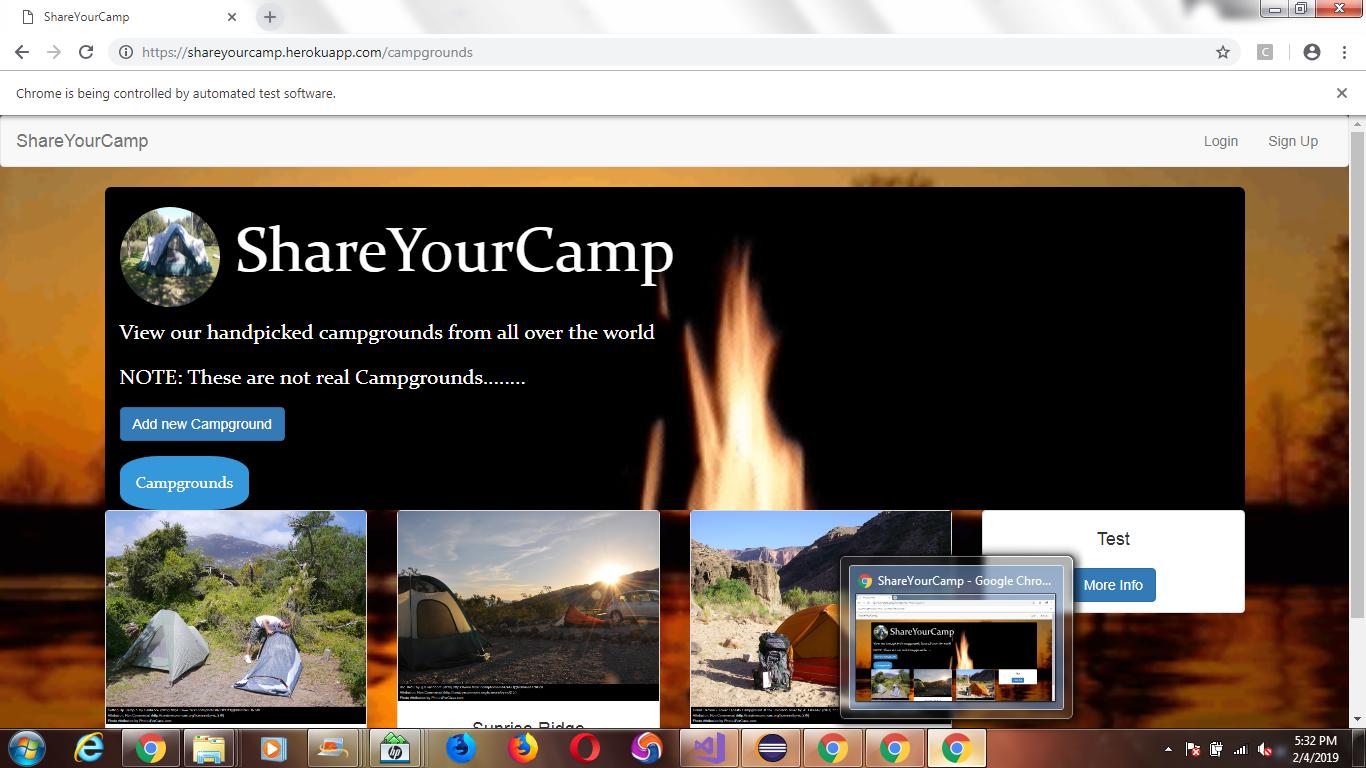 ShareYourCamp
https://shareyourcamp.herokuapp.com/campgrounds
C
Chrome is being controlled by automated test software.
ShareYourCamp
Login
Sign Up
ShareYourCamp
View our handpicked campgrounds from all over the world
NOTE: These are not real Campgrounds........
Add new Campground
Campgrounds
Test
More Info
ShareYourCamp - Google Chro...
ShareYourCamp
Sunrise Ridge
hp
5:32 PM
2/4/2019